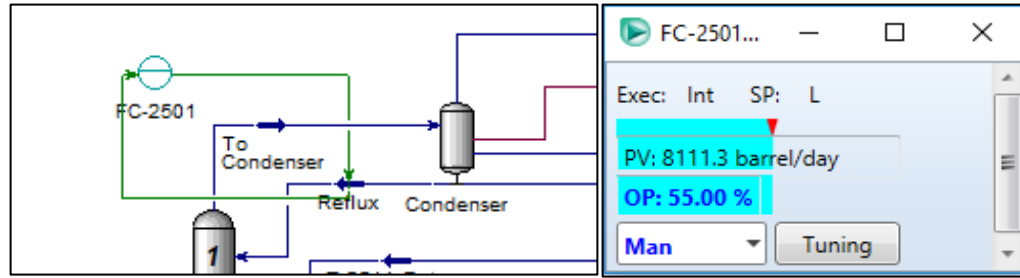 FC-2501
To
Condenser
Reflux
Condenser
1
FC-2501...
Exec: Int SP: L
PV: 8111.3 barrel/day
OP: 55.00 %
Man
Tuning